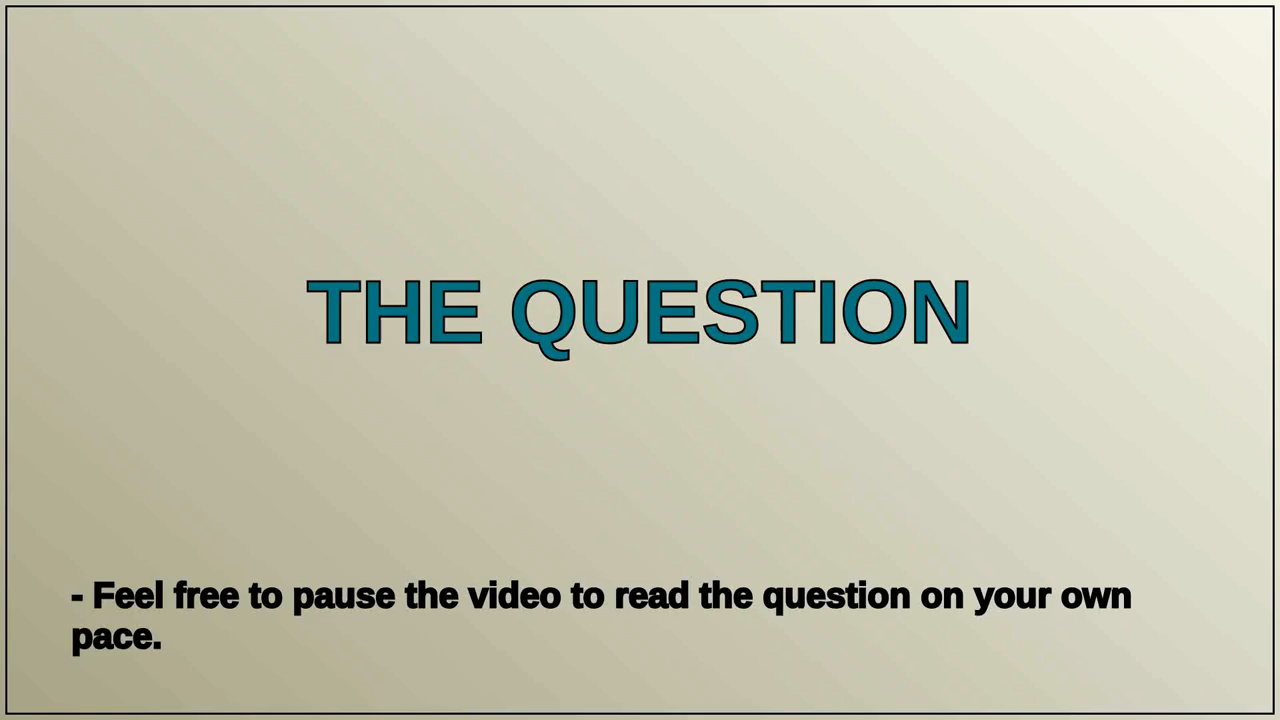 THE QUESTION
- Feel free to pause the video to read the question on your own
pace.